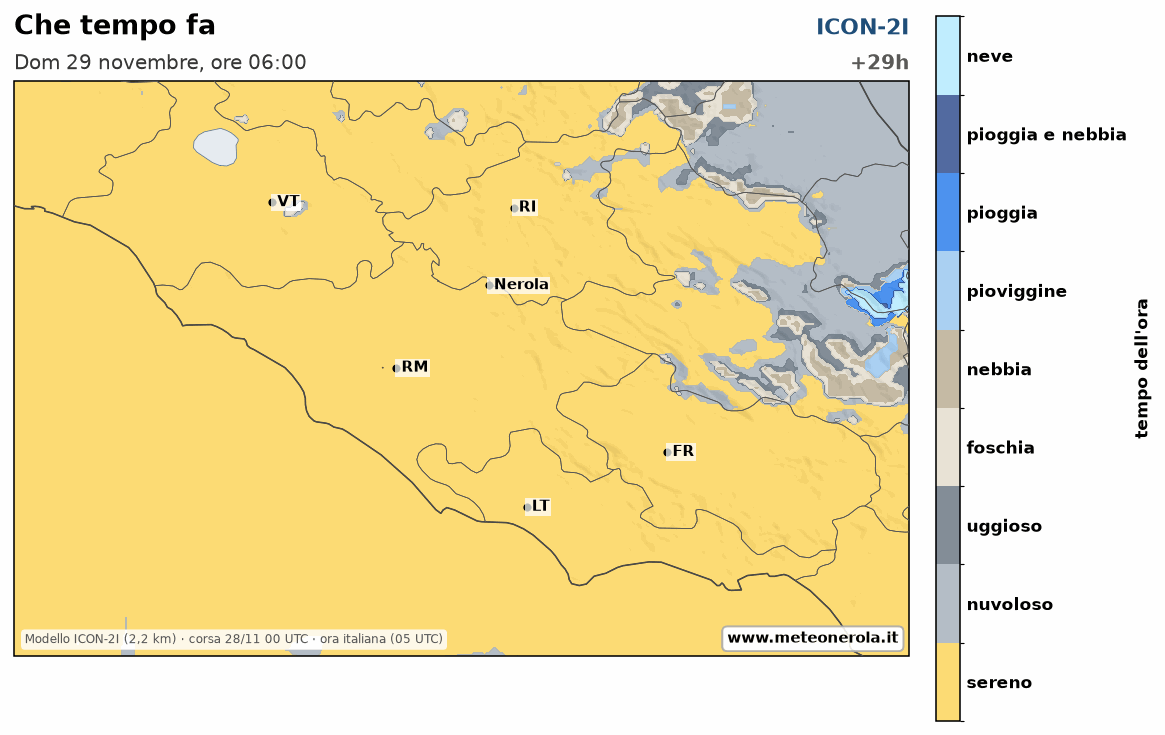 Che tempo fa
ICON-2I
Dom 29 novembre, ore 06:00
+29h
neve
pioggia e nebbia
pioggia
pioviggine
nebbia
foschia
uggioso
nuvoloso
sereno
tempo dell'ora
VT
RI
Nerola
RM
FR
LT
Modello ICON-2I (2,2 km) · corsa 28/11 00 UTC · ora italiana (05 UTC)
www.meteonerola.it